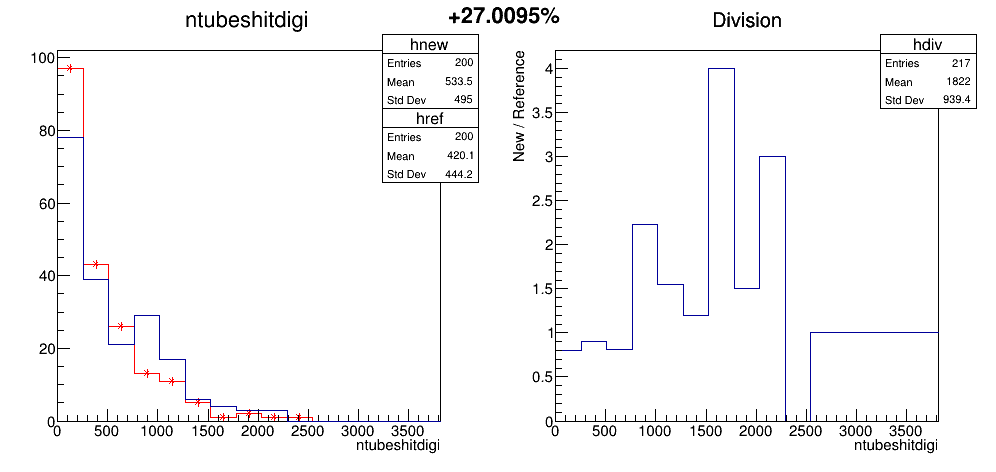 ntubeshitdigi
+27.0095%
Division
hnew
Entries 200
Mean 533.5
Std Dev 495
href
Entries 200
Mean 420.1
Std Dev 444.2
100
80
60
40
20
0
0 500 1000 1500 2000 2500 3000 3500
ntubeshitdigi
hdiv
Entries 217
Mean 1822
Std Dev 939.4
New / Reference
4
3.5
3
2.5
2
1.5
1
0.5
0
0 500 1000 1500 2000 2500 3000 3500
ntubeshitdigi